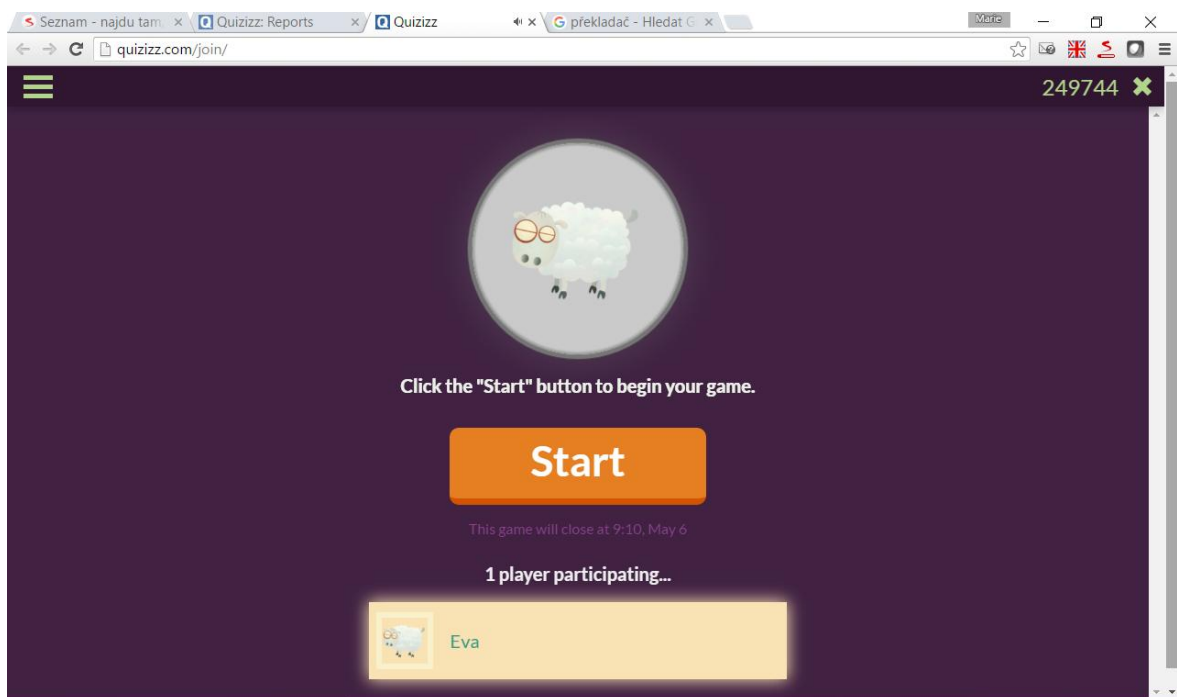 Seznam - najdu tam
Quizizz: Reports
Quizizz
překladač - Hledat G
Marie
quizizz.com/join/
249744
Click the "Start" button to begin your game.
Start
This game will close at 9:10, May 6
1 player participating...
Eva